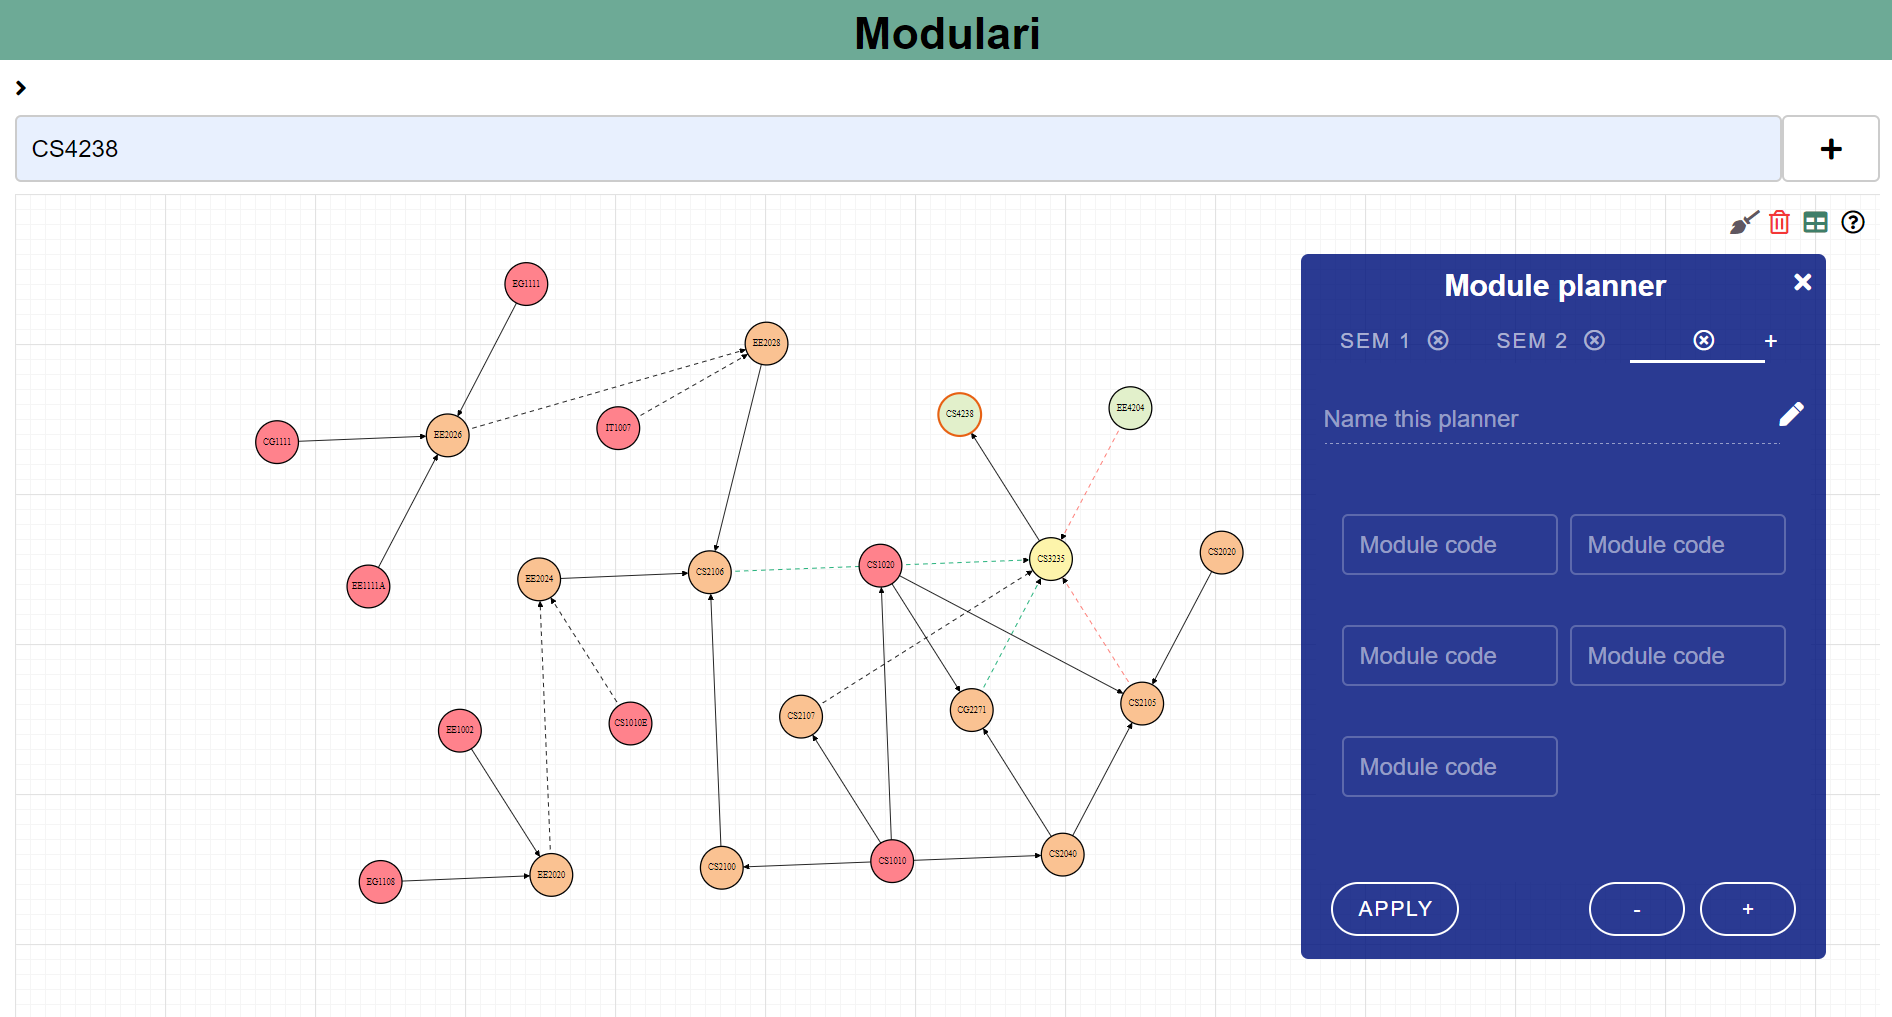 Modulari
CS4238
+
Module planner
SEM 1
SEM 2
+
Name this planner
Module code Module code
Module code Module code
Module code
APPLY - +
EG1111
EE2028
CS4238
EE4204
CG1111
EE2026
IT1007
EE1111A
EE2024
CS2106
CS1020
CS3235
CS2020
EE1002
CS1010E
CS2107
CG2271
CS2105
EG1108
EE2020
CS2100
CS1010
CS2040